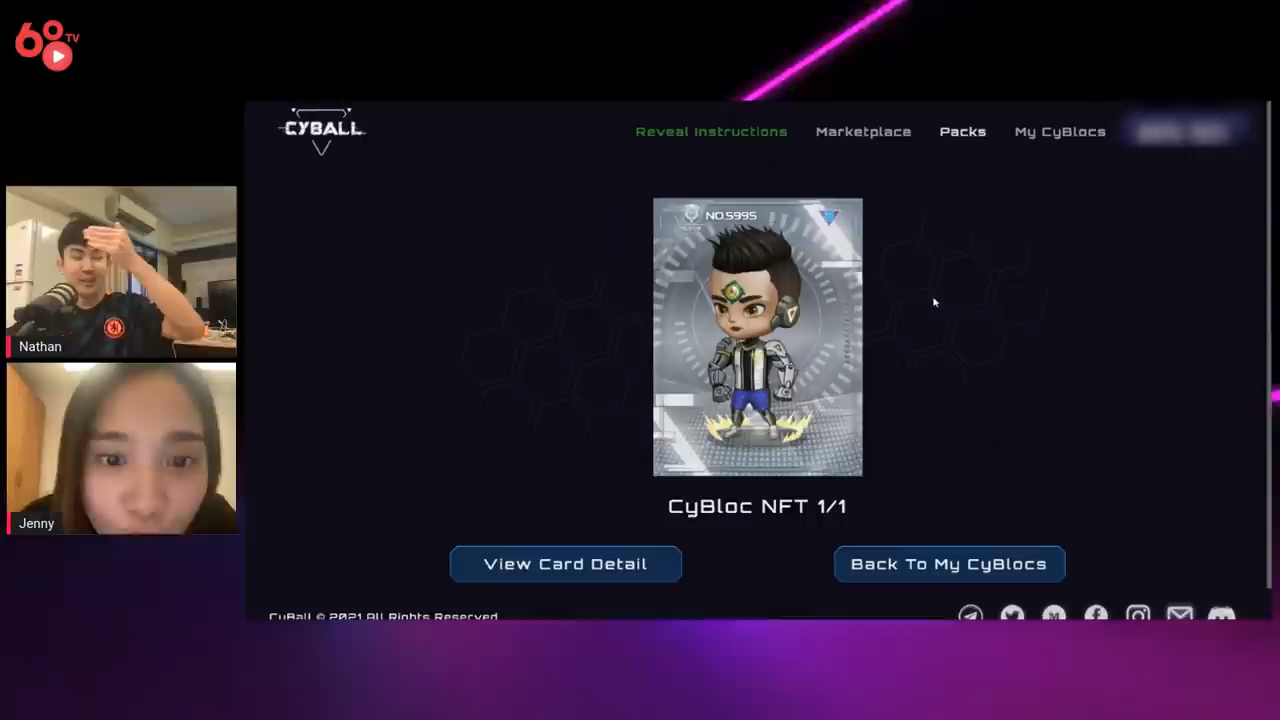 60 TV
CYBALL
Reveal Instructions
Marketplace
Packs
My CyBlocs
NO.5995
Nathan
Jenny
CyBloc NFT 1/1
View Card Detail
Back To My CyBlocs
CyBall © 2021 All Rights Reserved